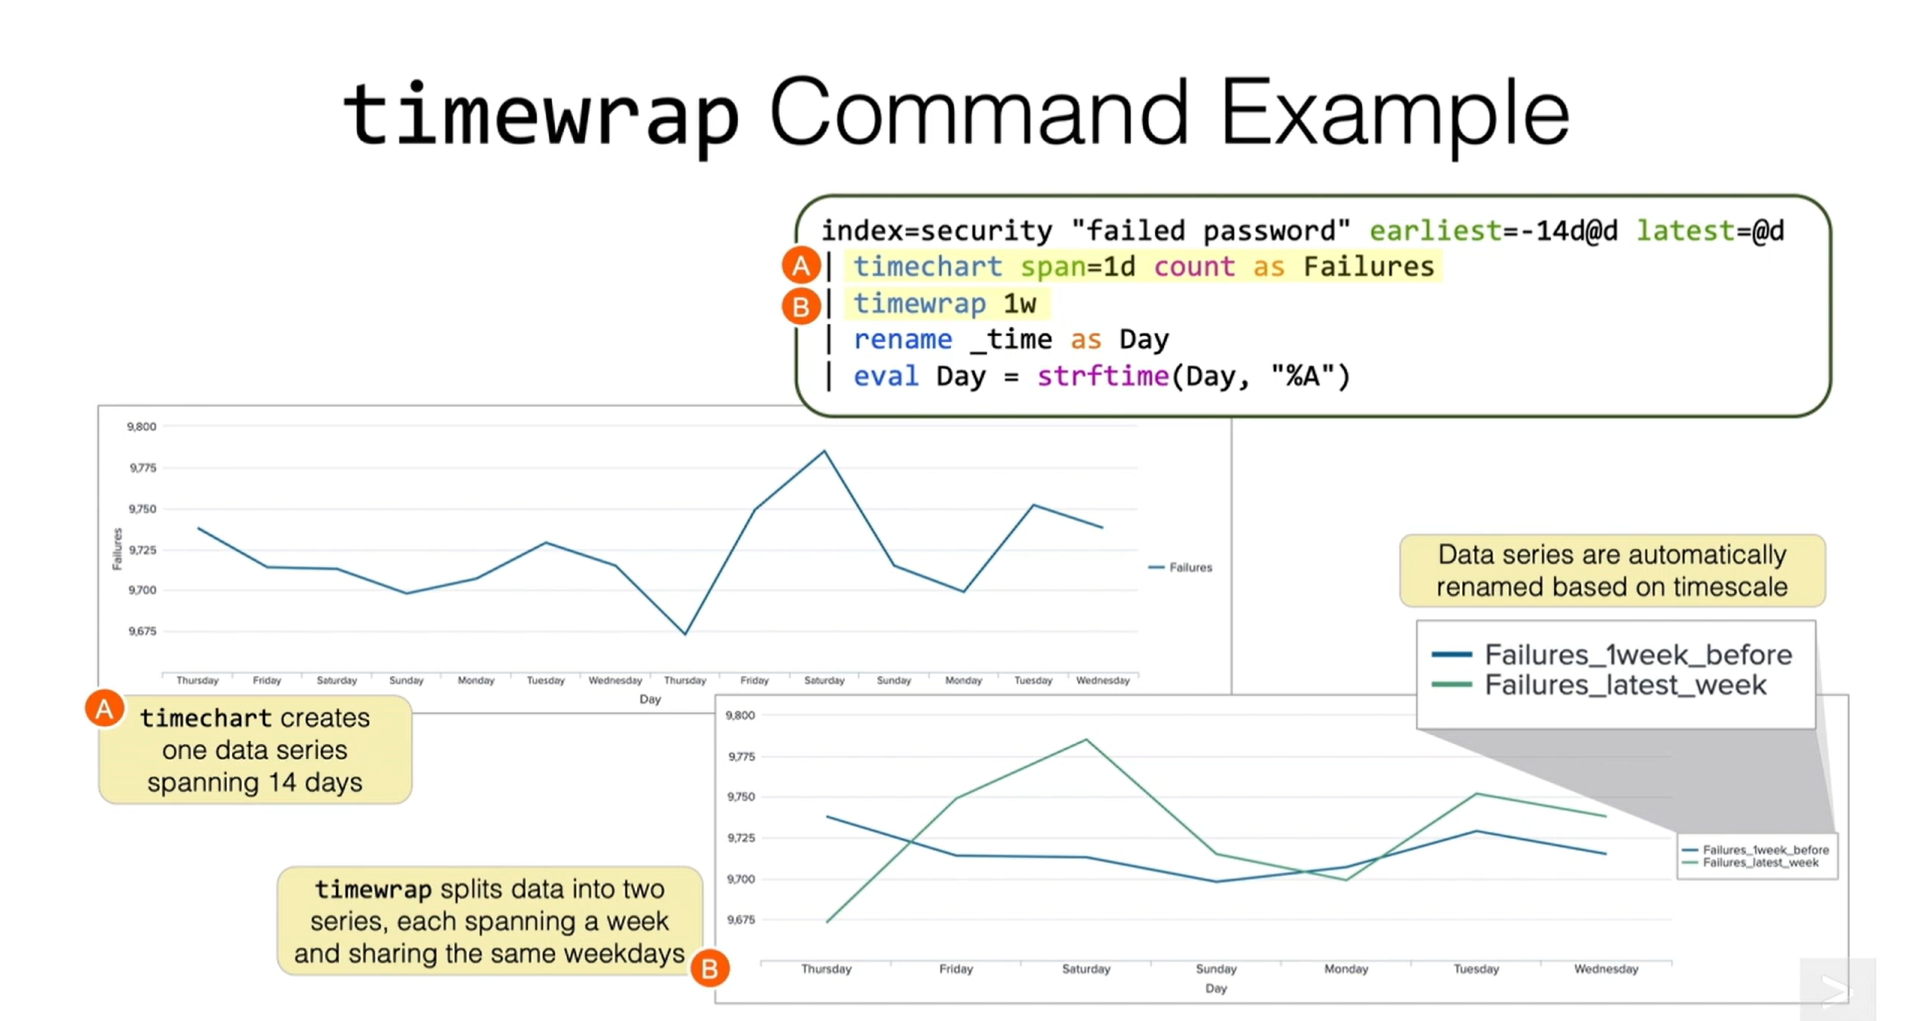 timewrap Command Example
index=security "failed password" earliest=-14d@d latest=@d
A | timechart span=1d count as Failures
B | timewrap 1w
| rename _time as Day
| eval Day = strftime(Day, "%A")
9,800
9,775
9,750
9,725
9,700
9,675
Failures
Thursday Friday Saturday Sunday Monday Tuesday Wednesday Thursday Friday Saturday Sunday Monday Tuesday Wednesday
Day
Failures
A
timechart creates
one data series
spanning 14 days
Data series are automatically
renamed based on timescale
Failures_1week_before
Failures_latest_week
timewrap splits data into two
series, each spanning a week
and sharing the same weekdays
B
9,800
9,775
9,750
9,725
9,700
9,675
Thursday Friday Saturday Sunday Monday Tuesday Wednesday
Day
Failures_1week_before
Failures_latest_week
>